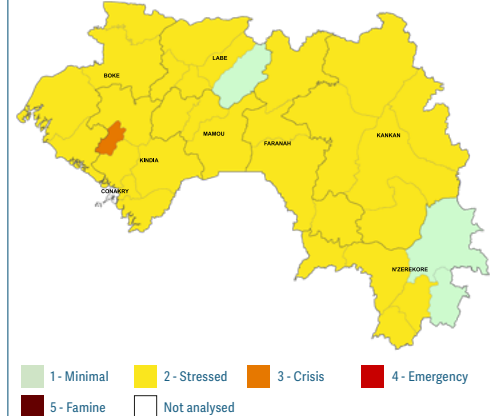 LABE
BOKE
MAMOU
KANKAN
FARANAH
KINDIA
CONAKRY
N'ZEREKORE
1 - Minimal
2 - Stressed
3 - Crisis
4 - Emergency
5 - Famine
Not analysed